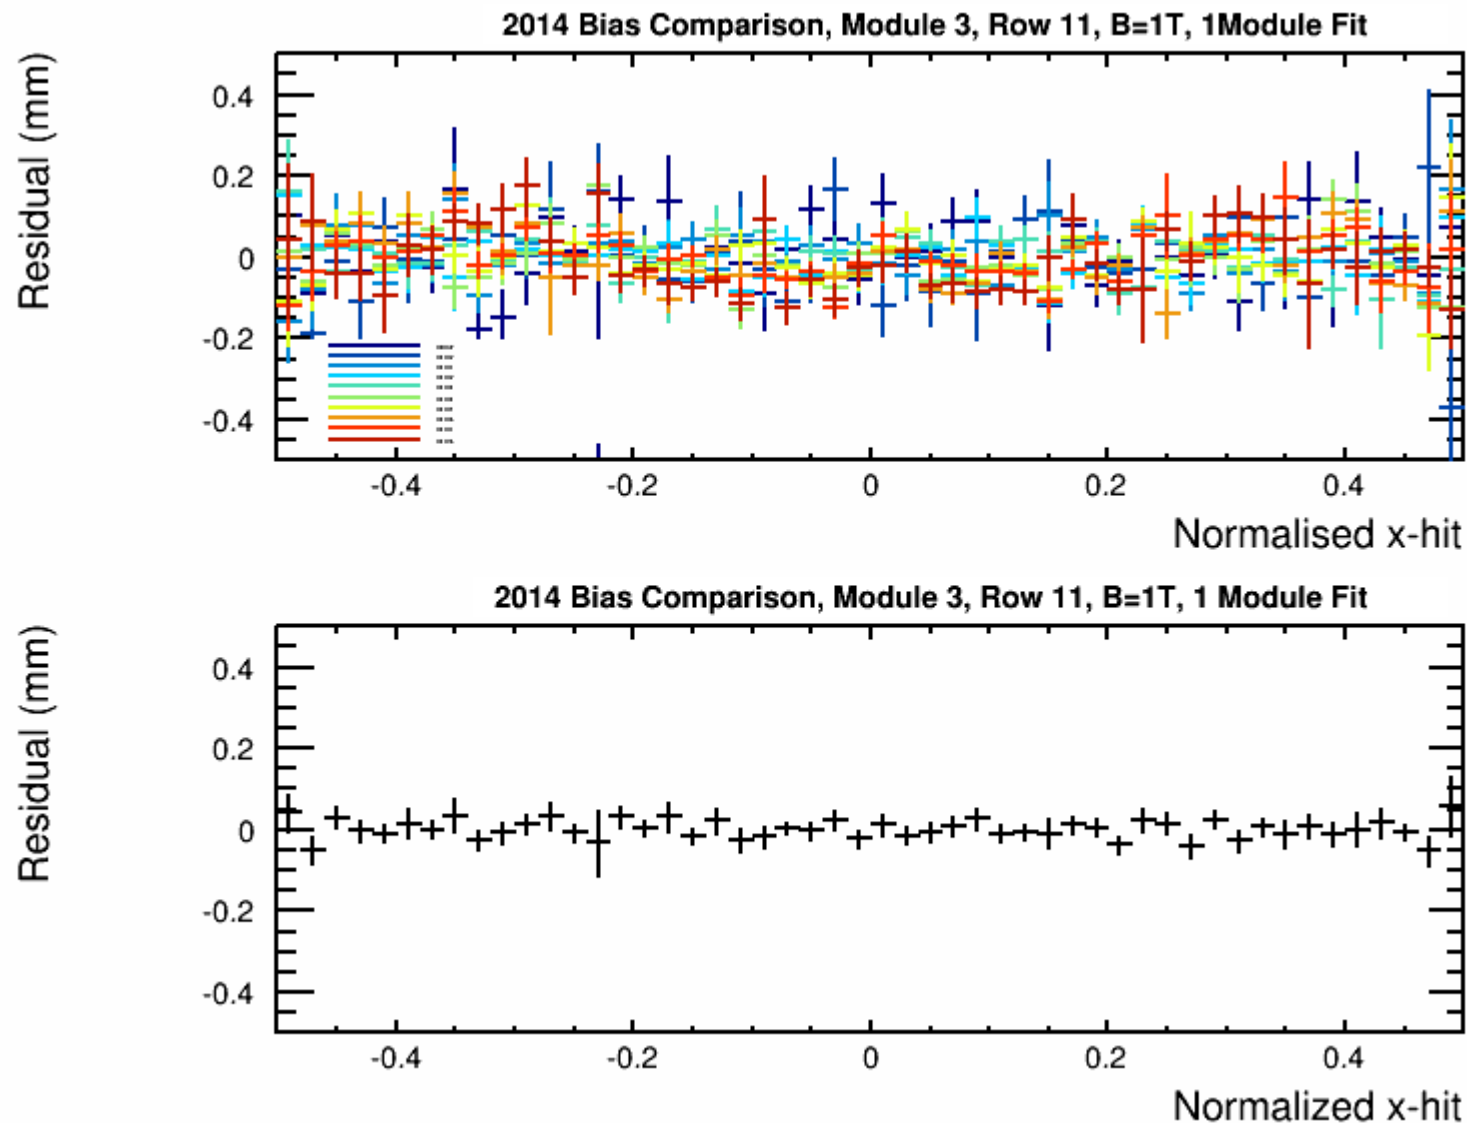 2014 Bias Comparison, Module 3, Row 11, B=1T, 1Module Fit
Residual (mm)
0.4
0.2
0
-0.2
-0.4
-0.4 -0.2 0 0.2 0.4
Normalised x-hit
2014 Bias Comparison, Module 3, Row 11, B=1T, 1 Module Fit
Residual (mm)
0.4
0.2
0
-0.2
-0.4
-0.4 -0.2 0 0.2 0.4
Normalized x-hit